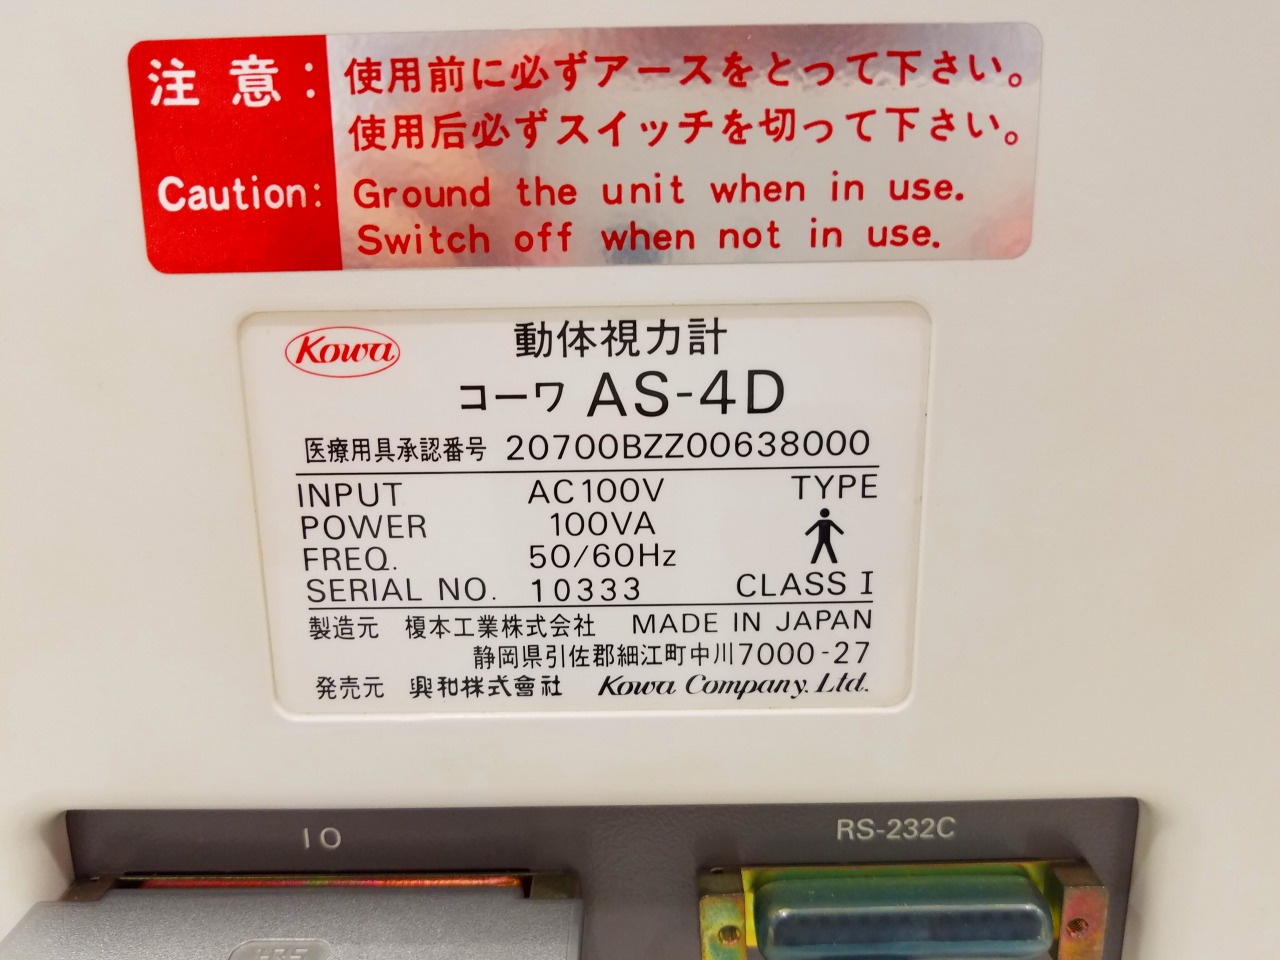 注意: 使用前に必ずアースをとって下さい。
使用后必ずスイッチを切って下さい。
Caution: Ground the unit when in use.
Switch off when not in use.
Kowa 動体視力計
コーワ AS-4D
医療用具承認番号 20700BZZ00638000
INPUT AC100V TYPE
POWER 100VA
FREQ. 50/60Hz
SERIAL NO. 10333 CLASS I
製造元 榎本工業株式会社 MADE IN JAPAN
静岡県引佐郡細江町中川7000-27
発売元 興和株式會社 Kowa Company. Ltd.
IO RS-232C